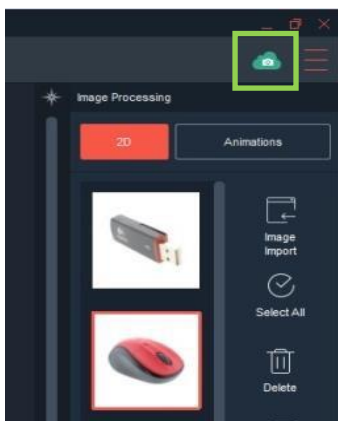 Image Processing
2D
Animations
Image
Import
Select All
Delete